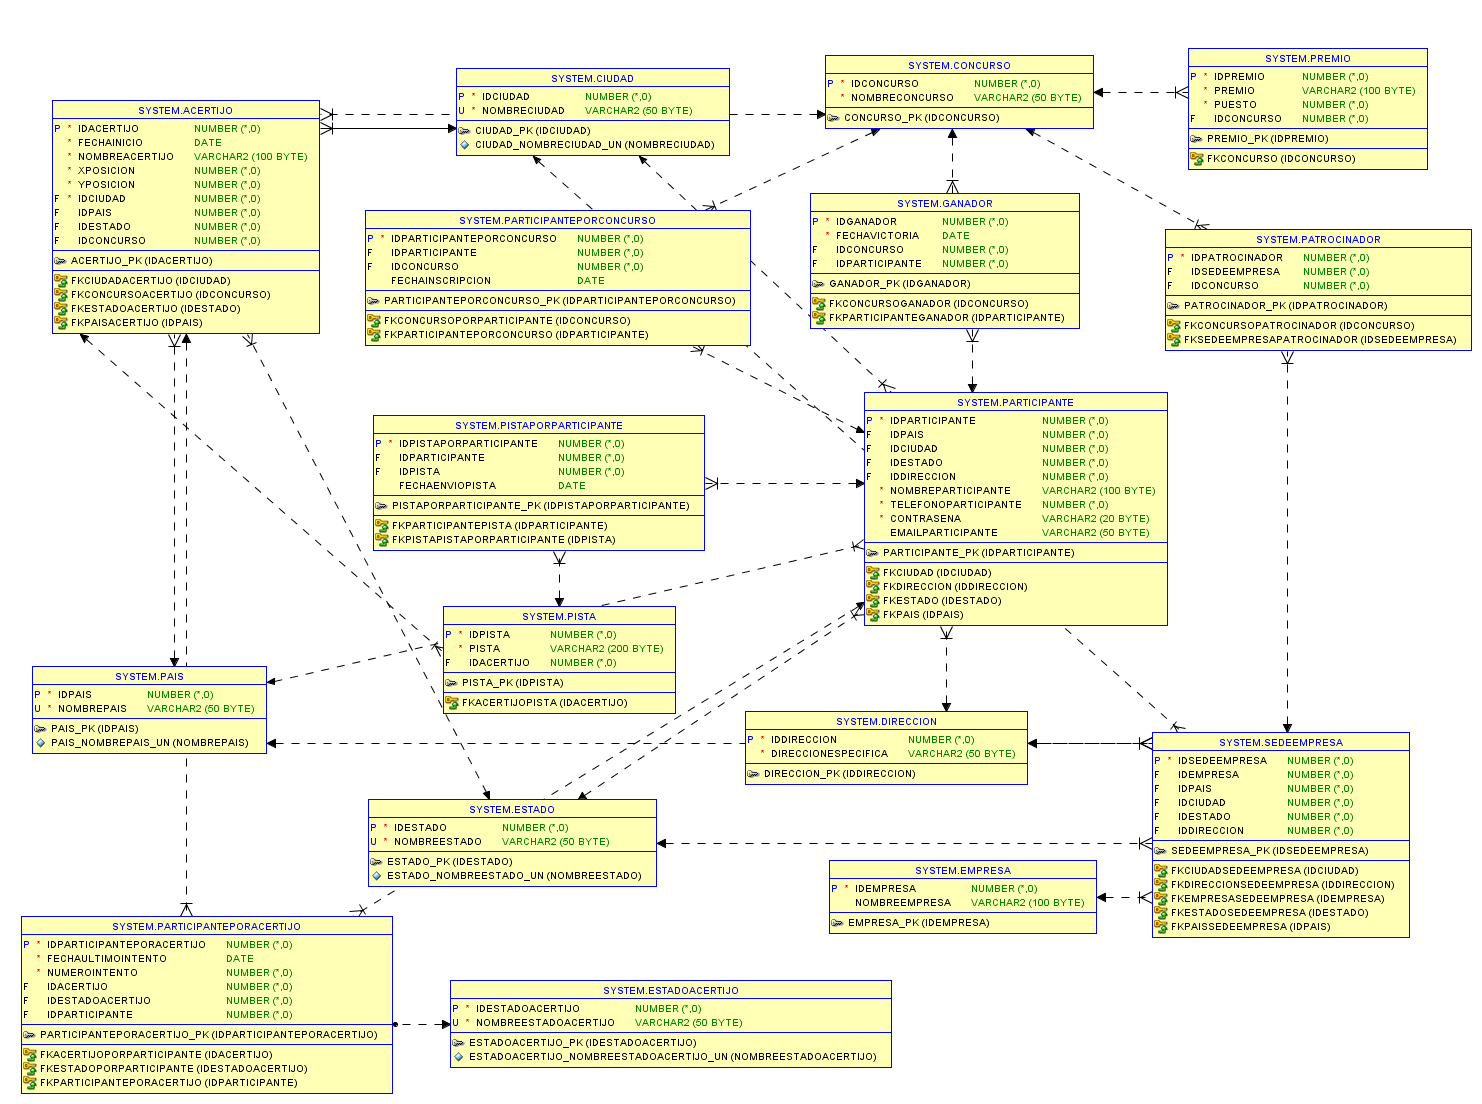 SYSTEM.ACERTIJO
P * IDACERTIJO NUMBER (*,0)
* FECHAINICIO DATE
* NOMBREACERTIJO VARCHAR2 (100 BYTE)
* XPOSICION NUMBER (*,0)
* YPOSICION NUMBER (*,0)
F * IDCIUDAD NUMBER (*,0)
F IDPAIS NUMBER (*,0)
F IDESTADO NUMBER (*,0)
F IDCONCURSO NUMBER (*,0)
ACERTIJO_PK (IDACERTIJO)
FKCIUDADACERTIJO (IDCIUDAD)
FKCONCURSOACERTIJO (IDCONCURSO)
FKESTADOACERTIJO (IDESTADO)
FKPAISACERTIJO (IDPAIS)
SYSTEM.CIUDAD
P * IDCIUDAD NUMBER (*,0)
U * NOMBRECIUDAD VARCHAR2 (50 BYTE)
CIUDAD_PK (IDCIUDAD)
CIUDAD_NOMBRECIUDAD_UN (NOMBRECIUDAD)
SYSTEM.CONCURSO
P * IDCONCURSO NUMBER (*,0)
* NOMBRECONCURSO VARCHAR2 (50 BYTE)
CONCURSO_PK (IDCONCURSO)
SYSTEM.PREMIO
P * IDPREMIO NUMBER (*,0)
* PREMIO VARCHAR2 (100 BYTE)
* PUESTO NUMBER (*,0)
F IDCONCURSO NUMBER (*,0)
PREMIO_PK (IDPREMIO)
FKCONCURSO (IDCONCURSO)
SYSTEM.PARTICIPANTEPORCONCURSO
P * IDPARTICIPANTEPORCONCURSO NUMBER (*,0)
F IDPARTICIPANTE NUMBER (*,0)
F IDCONCURSO NUMBER (*,0)
FECHAINSCRIPCION DATE
PARTICIPANTEPORCONCURSO_PK (IDPARTICIPANTEPORCONCURSO)
FKCONCURSOPORPARTICIPANTE (IDCONCURSO)
FKPARTICIPANTEPORCONCURSO (IDPARTICIPANTE)
SYSTEM.GANADOR
P * IDGANADOR NUMBER (*,0)
* FECHAVICTORIA DATE
F IDCONCURSO NUMBER (*,0)
F IDPARTICIPANTE NUMBER (*,0)
GANADOR_PK (IDGANADOR)
FKCONCURSOGANADOR (IDCONCURSO)
FKPARTICIPANTEGANADOR (IDPARTICIPANTE)
SYSTEM.PATROCINADOR
P * IDPATROCINADOR NUMBER (*,0)
F IDSEDEEMPRESA NUMBER (*,0)
F IDCONCURSO NUMBER (*,0)
PATROCINADOR_PK (IDPATROCINADOR)
FKCONCURSOPATROCINADOR (IDCONCURSO)
FKSEDEEMPRESAPATROCINADOR (IDSEDEEMPRESA)
SYSTEM.PISTAPORPARTICIPANTE
P * IDPISTAPORPARTICIPANTE NUMBER (*,0)
F IDPARTICIPANTE NUMBER (*,0)
F IDPISTA NUMBER (*,0)
FECHAENVIOPISTA DATE
PISTAPORPARTICIPANTE_PK (IDPISTAPORPARTICIPANTE)
FKPARTICIPANTEPISTA (IDPARTICIPANTE)
FKPISTAPISTAPORPARTICIPANTE (IDPISTA)
SYSTEM.PARTICIPANTE
P * IDPARTICIPANTE NUMBER (*,0)
F IDPAIS NUMBER (*,0)
F IDCIUDAD NUMBER (*,0)
F IDESTADO NUMBER (*,0)
F IDDIRECCION NUMBER (*,0)
* NOMBREPARTICIPANTE VARCHAR2 (100 BYTE)
* TELEFONOPARTICIPANTE NUMBER (*,0)
* CONTRASENA VARCHAR2 (20 BYTE)
EMAILPARTICIPANTE VARCHAR2 (50 BYTE)
PARTICIPANTE_PK (IDPARTICIPANTE)
FKCIUDAD (IDCIUDAD)
FKDIRECCION (IDDIRECCION)
FKESTADO (IDESTADO)
FKPAIS (IDPAIS)
SYSTEM.PISTA
P * IDPISTA NUMBER (*,0)
* PISTA VARCHAR2 (200 BYTE)
F IDACERTIJO NUMBER (*,0)
PISTA_PK (IDPISTA)
FKACERTIJOPISTA (IDACERTIJO)
SYSTEM.PAIS
P * IDPAIS NUMBER (*,0)
U * NOMBREPAIS VARCHAR2 (50 BYTE)
PAIS_PK (IDPAIS)
PAIS_NOMBREPAIS_UN (NOMBREPAIS)
SYSTEM.DIRECCION
P * IDDIRECCION NUMBER (*,0)
* DIRECCIONESPECIFICA VARCHAR2 (50 BYTE)
DIRECCION_PK (IDDIRECCION)
SYSTEM.SEDEEMPRESA
P * IDSEDEEMPRESA NUMBER (*,0)
F IDEMPRESA NUMBER (*,0)
F IDPAIS NUMBER (*,0)
F IDCIUDAD NUMBER (*,0)
F IDESTADO NUMBER (*,0)
F IDDIRECCION NUMBER (*,0)
SEDEEMPRESA_PK (IDSEDEEMPRESA)
FKCIUDADSEDEEMPRESA (IDCIUDAD)
FKDIRECCIONSEDEEMPRESA (IDDIRECCION)
FKEMPRESASEDEEMPRESA (IDEMPRESA)
FKESTADOSEDEEMPRESA (IDESTADO)
FKPAISSEDEEMPRESA (IDPAIS)
SYSTEM.ESTADO
P * IDESTADO NUMBER (*,0)
U * NOMBREESTADO VARCHAR2 (50 BYTE)
ESTADO_PK (IDESTADO)
ESTADO_NOMBREESTADO_UN (NOMBREESTADO)
SYSTEM.EMPRESA
P * IDEMPRESA NUMBER (*,0)
NOMBREEMPRESA VARCHAR2 (100 BYTE)
EMPRESA_PK (IDEMPRESA)
SYSTEM.PARTICIPANTEPORACERTIJO
P * IDPARTICIPANTEPORACERTIJO NUMBER (*,0)
* FECHAULTIMOINTENTO DATE
* NUMEROINTENTO NUMBER (*,0)
F IDACERTIJO NUMBER (*,0)
F IDESTADOACERTIJO NUMBER (*,0)
F IDPARTICIPANTE NUMBER (*,0)
PARTICIPANTEPORACERTIJO_PK (IDPARTICIPANTEPORACERTIJO)
FKACERTIJOPORPARTICIPANTE (IDACERTIJO)
FKESTADOPORPARTICIPANTE (IDESTADOACERTIJO)
FKPARTICIPANTEPORACERTIJO (IDPARTICIPANTE)
SYSTEM.ESTADOACERTIJO
P * IDESTADOACERTIJO NUMBER (*,0)
U * NOMBREESTADOACERTIJO VARCHAR2 (50 BYTE)
ESTADOACERTIJO_PK (IDESTADOACERTIJO)
ESTADOACERTIJO_NOMBREESTADOACERTIJO_UN (NOMBREESTADOACERTIJO)